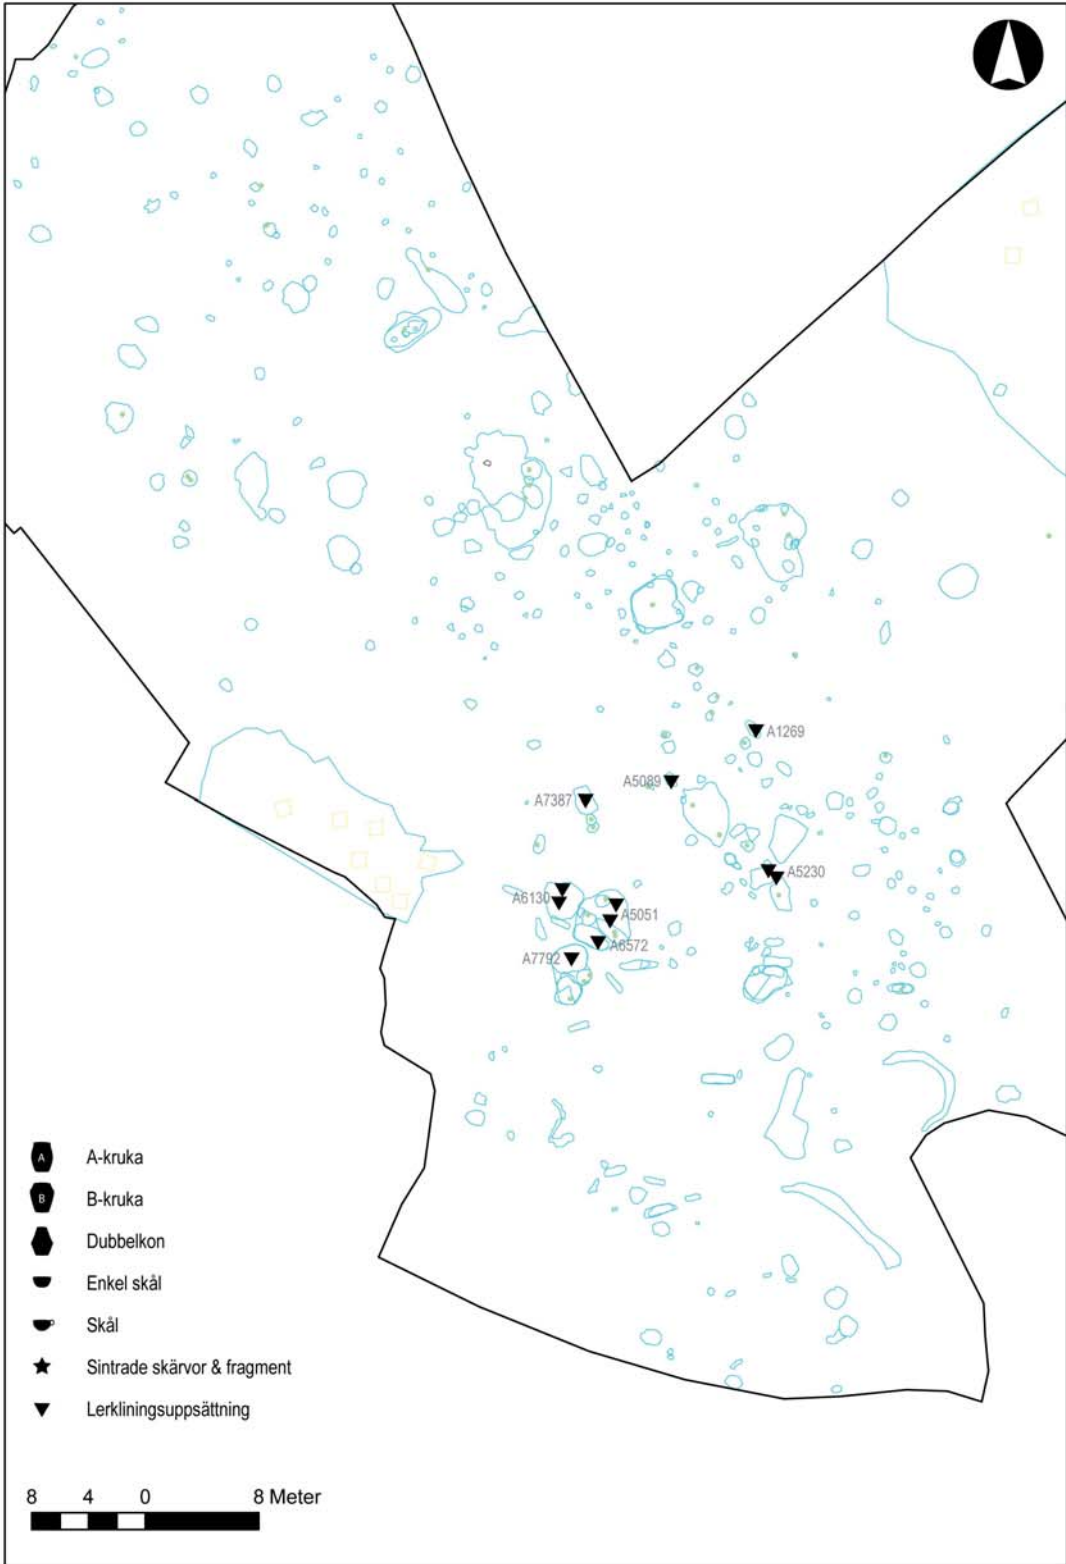 A1269
A5089
A7387
A5230
A6130
A5051
A6572
A7792
A A-kruka
B B-kruka
Dubbelkon
Enkel skål
Skål
Sintrade skärvor & fragment
Lerkliningsuppsättning
8 4 0 8 Meter